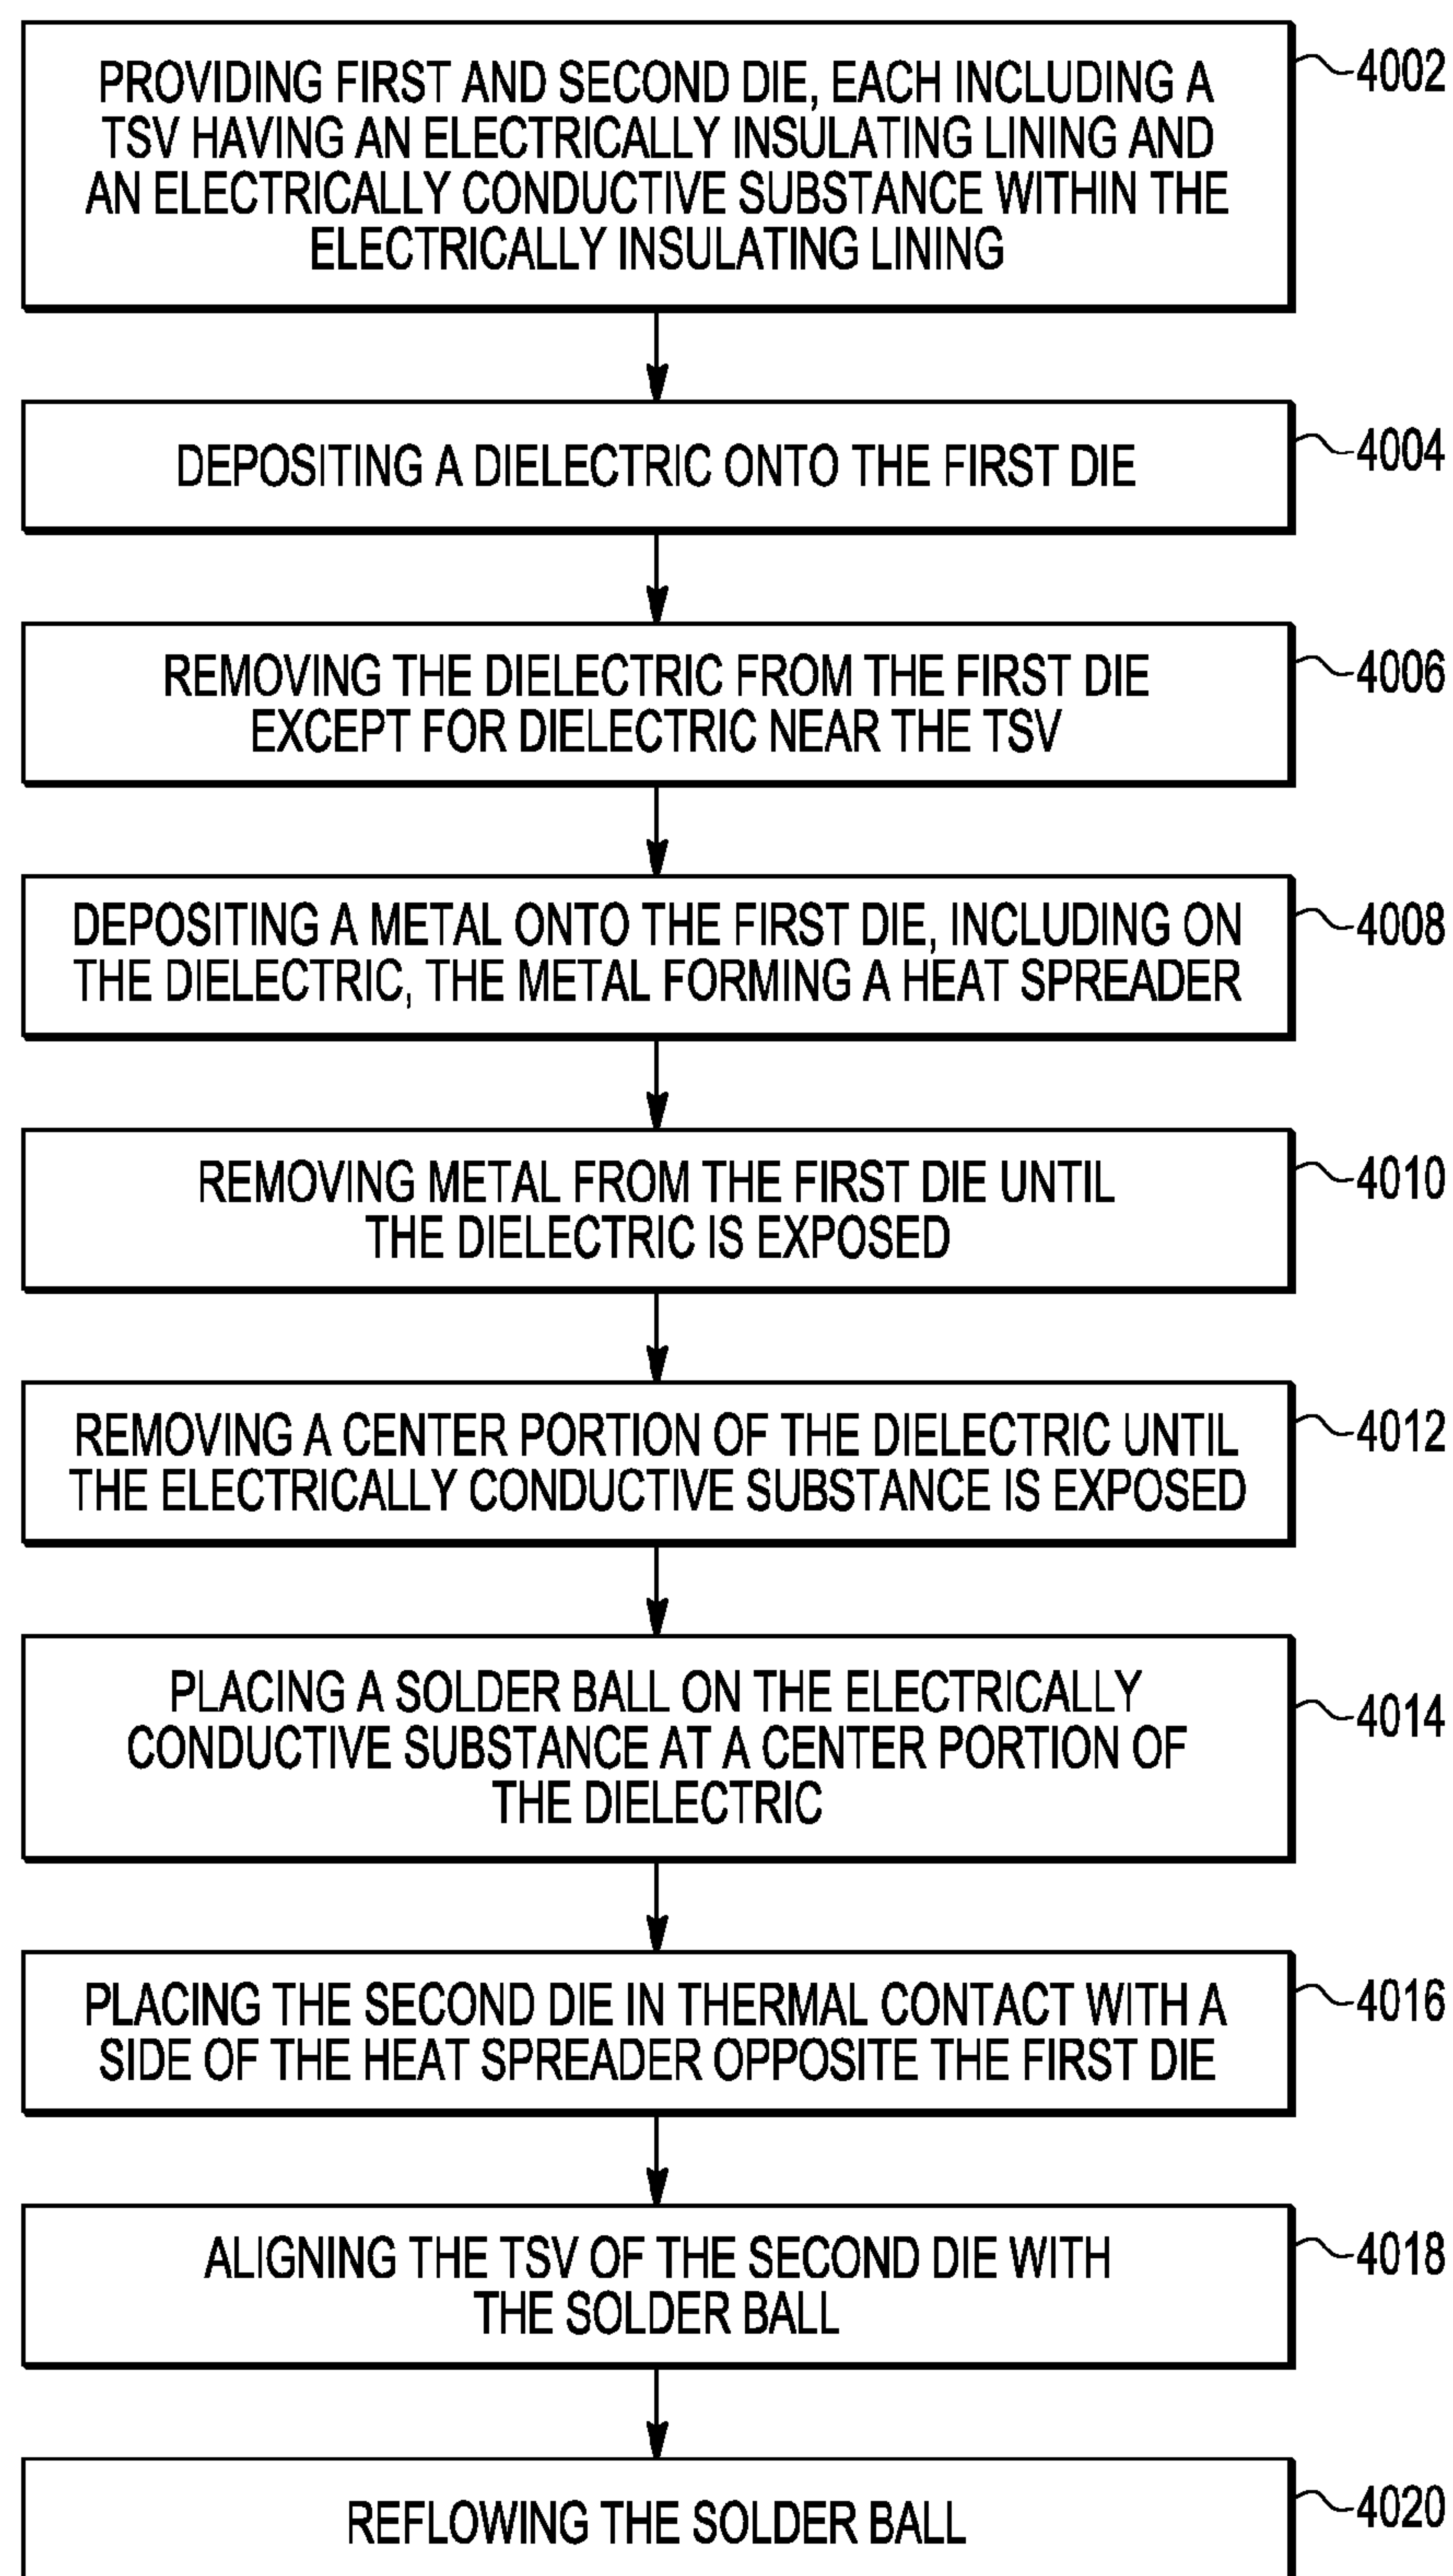 PROVIDING FIRST AND SECOND DIE, EACH INCLUDING A
TSV HAVING AN ELECTRICALLY INSULATING LINING AND
AN ELECTRICALLY CONDUCTIVE SUBSTANCE WITHIN THE
ELECTRICALLY INSULATING LINING
4002
DEPOSITING A DIELECTRIC ONTO THE FIRST DIE
4004
REMOVING THE DIELECTRIC FROM THE FIRST DIE
EXCEPT FOR DIELECTRIC NEAR THE TSV
4006
DEPOSITING A METAL ONTO THE FIRST DIE, INCLUDING ON
THE DIELECTRIC, THE METAL FORMING A HEAT SPREADER
4008
REMOVING METAL FROM THE FIRST DIE UNTIL
THE DIELECTRIC IS EXPOSED
4010
REMOVING A CENTER PORTION OF THE DIELECTRIC UNTIL
THE ELECTRICALLY CONDUCTIVE SUBSTANCE IS EXPOSED
4012
PLACING A SOLDER BALL ON THE ELECTRICALLY
CONDUCTIVE SUBSTANCE AT A CENTER PORTION OF
THE DIELECTRIC
4014
PLACING THE SECOND DIE IN THERMAL CONTACT WITH A
SIDE OF THE HEAT SPREADER OPPOSITE THE FIRST DIE
4016
ALIGNING THE TSV OF THE SECOND DIE WITH
THE SOLDER BALL
4018
REFLOWING THE SOLDER BALL
4020